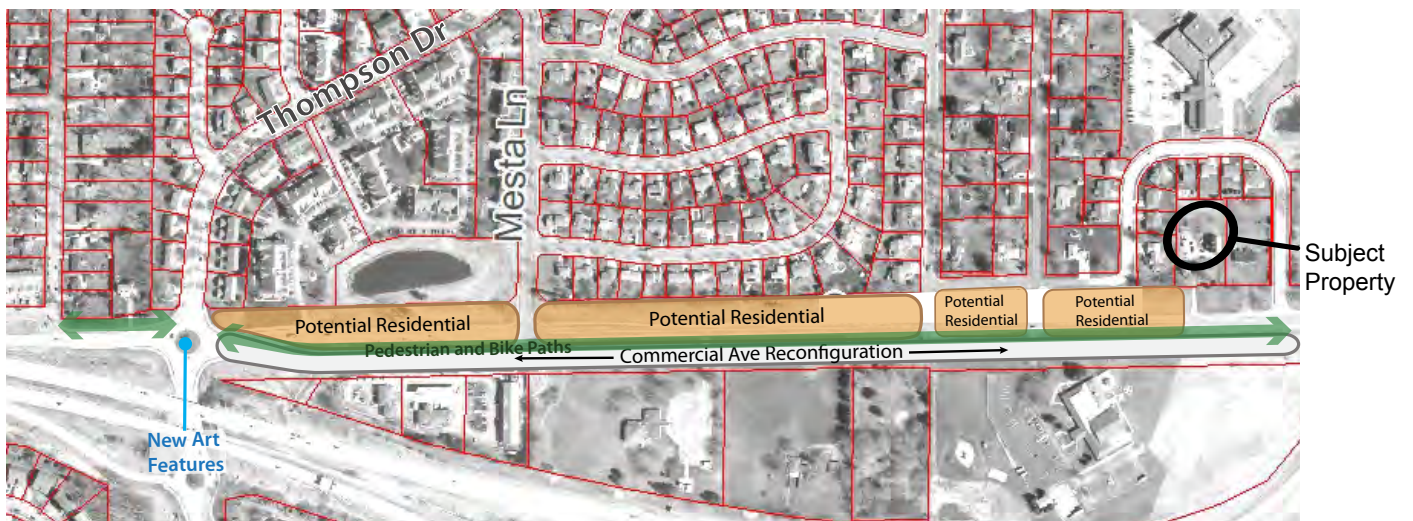 Thompson Dr
Mesta Ln
Subject
Property
Potential Residential
Potential Residential
Potential
Residential
Potential
Residential
Pedestrian and Bike Paths
Commercial Ave Reconfiguration
New Art
Features